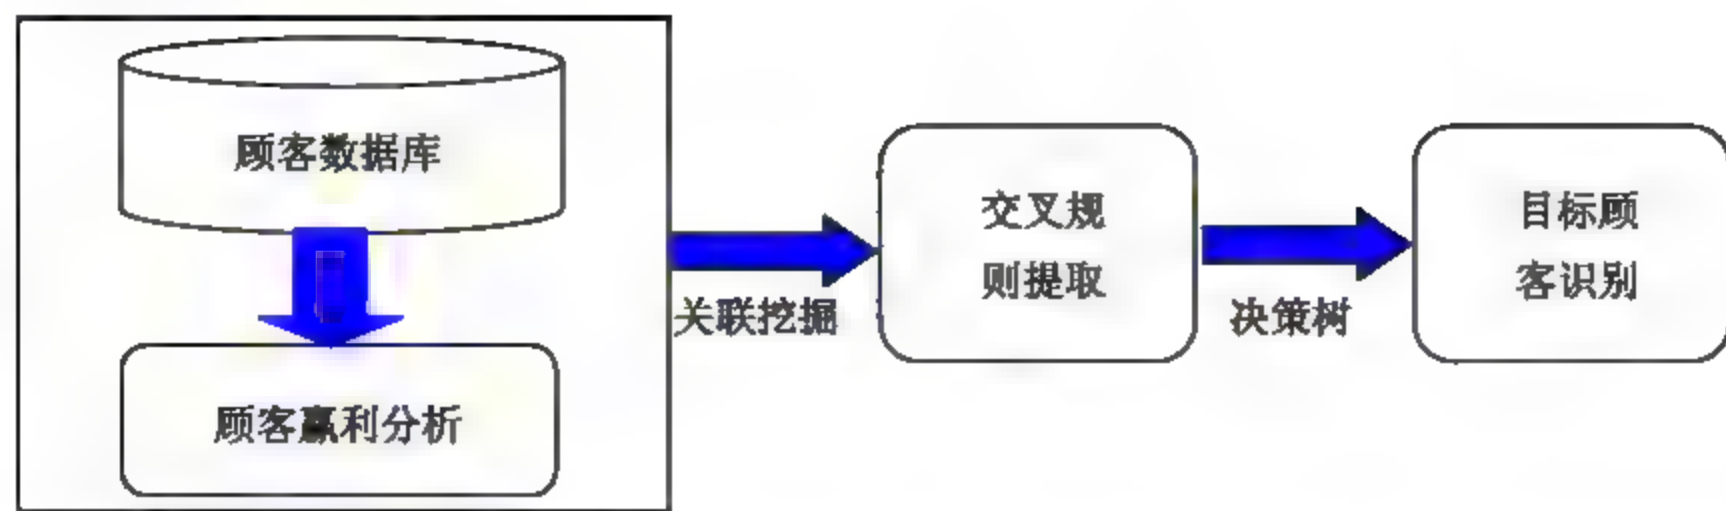 顾客数据库
顾客赢利分析
关联挖掘
交叉规
则提取
决策树
目标顾
客识别